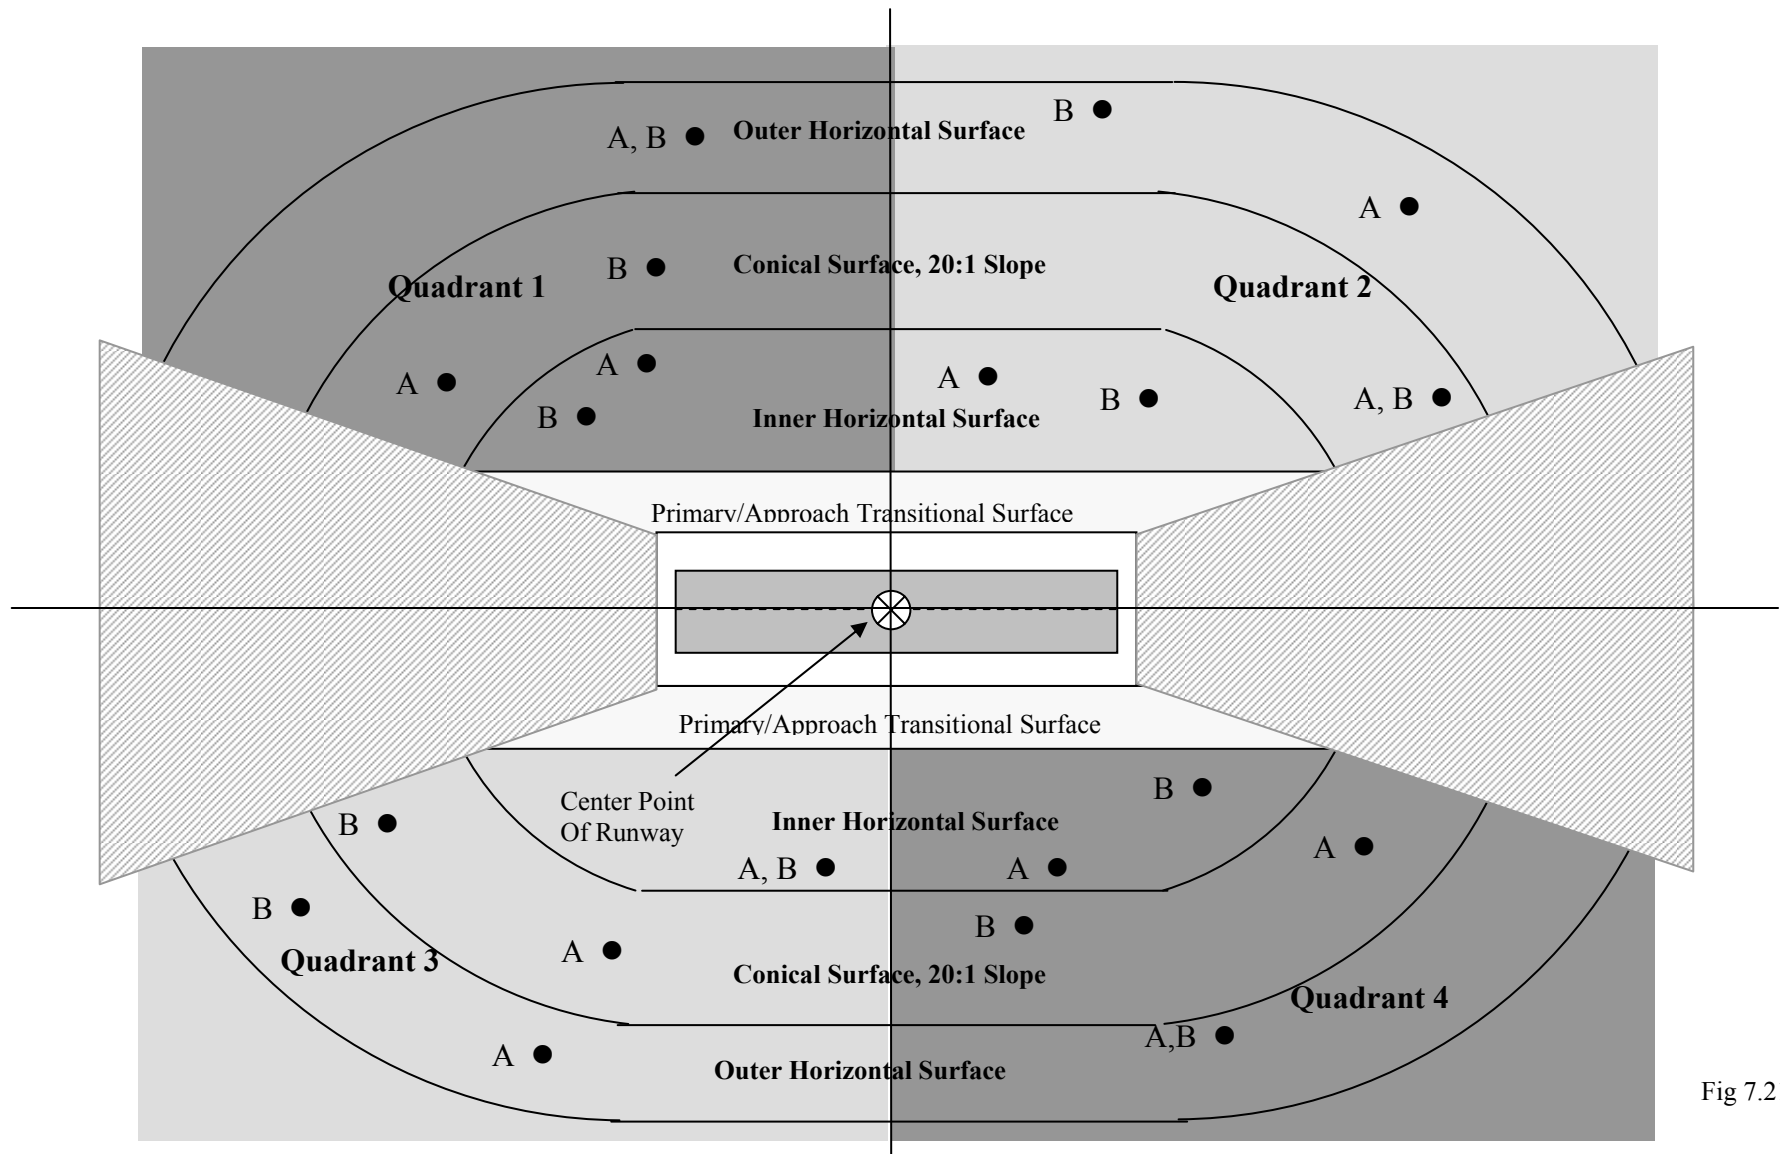 B
A, B
Outer Horizontal Surface
A
B
Conical Surface, 20:1 Slope
Quadrant 1
Quadrant 2
A
A
A
B
A, B
B
Inner Horizontal Surface
Primary/Approach Transitional Surface
Primary/Approach Transitional Surface
B
Center Point
Of Runway
Inner Horizontal Surface
B
A
A, B
A
B
B
A
Quadrant 3
Conical Surface, 20:1 Slope
Quadrant 4
A,B
A
Outer Horizontal Surface
Fig 7.2